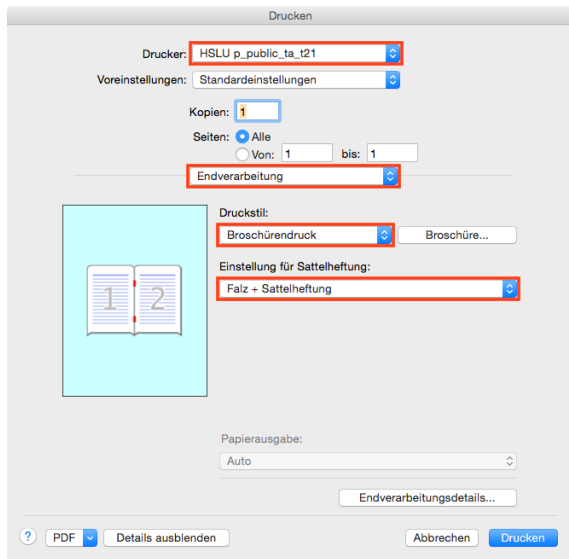 Drucken
Drucker: HSLU p_public_ta_t21
Voreinstellungen: Standardeinstellungen
Kopien: 1
Seiten: Alle
Von: 1 bis: 1
Endverarbeitung
Druckstil:
Broschürendruck Broschüre...
Einstellung für Sattelheftung:
Falz + Sattelheftung
1 2
Papierausgabe:
Auto
Endverarbeitungsdetails...
? PDF Details ausblenden Abbrechen Drucken